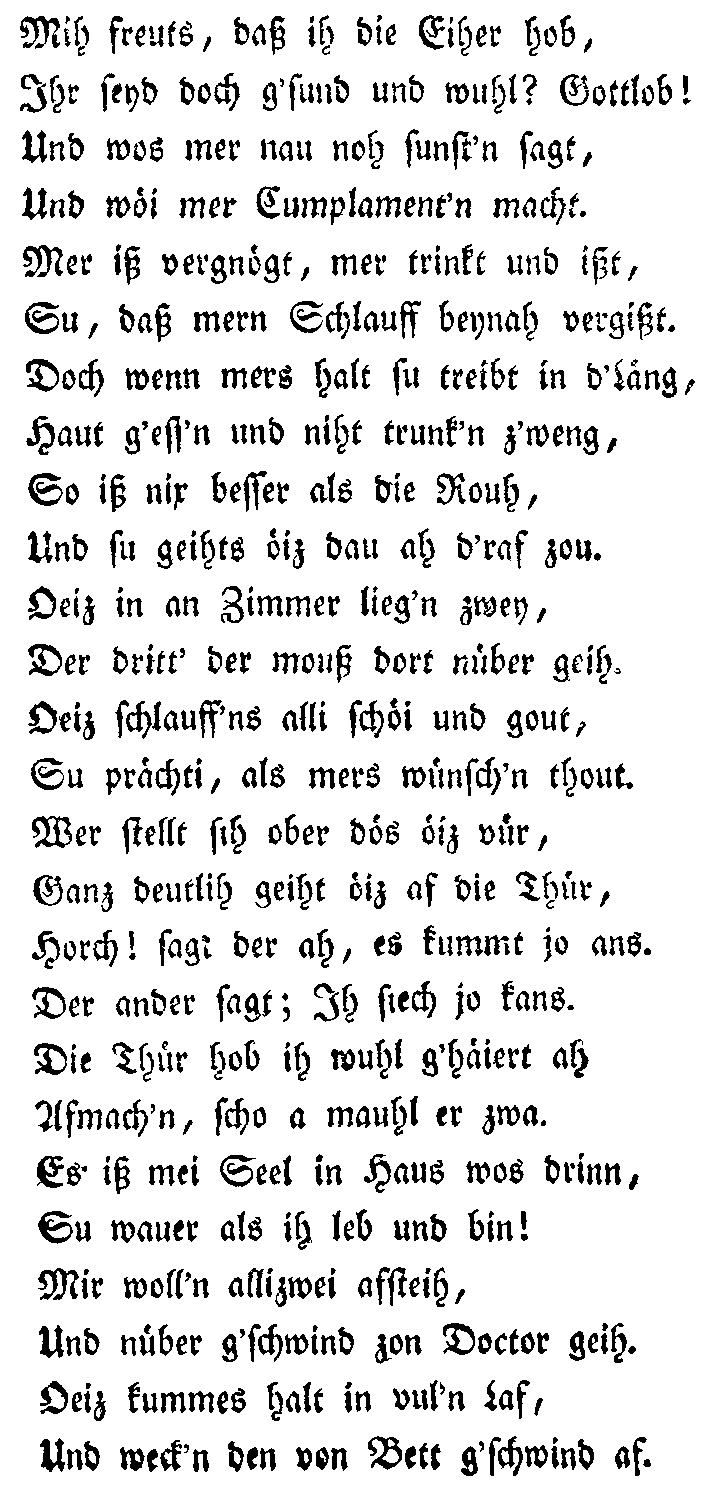 Mih freuts, daß ih die Eiher hob,
Ihr seyd doch g'sund und wuhl? Gottlob!
Und wos mer nau noh sunst'n sagt,
Und wöi mer Cumplament'n macht.
Mer iß vergnögt, mer trinkt und ißt,
Su, daß mern Schlauff beynah vergißt.
Doch wenn mers halt su treibt in d'Läng,
Haut g'ess'n und niht trunk'n z'weng,
So iß nix besser als die Rouh,
Und su geihts öiz dau ah d'raf zou.
Oeiz in an Zimmer lieg'n zwey,
Der dritt' der mouß dort nüber geih.
Oeiz schlauff'ns alli schöi und gout,
Su prächti, als mers wünsch'n thout.
Wer stellt sih ober dös öiz vür,
Ganz deutlih geiht öiz af die Thür,
Horch! sagt der ah, es kummt jo ans.
Der ander sagt; Ih siech jo kans.
Die Thür hob ih wuhl g'häiert ah
Afmach'n, scho a mauhl er zwa.
Es iß mei Seel in Haus wos drinn,
Su wauer als ih leb und bin!
Mir woll'n allizwei afsteih,
Und nüber g'schwind zon Doctor geih.
Oeiz kummes halt in vul'n Laf,
Und weck'n den von Bett g'schwind af.